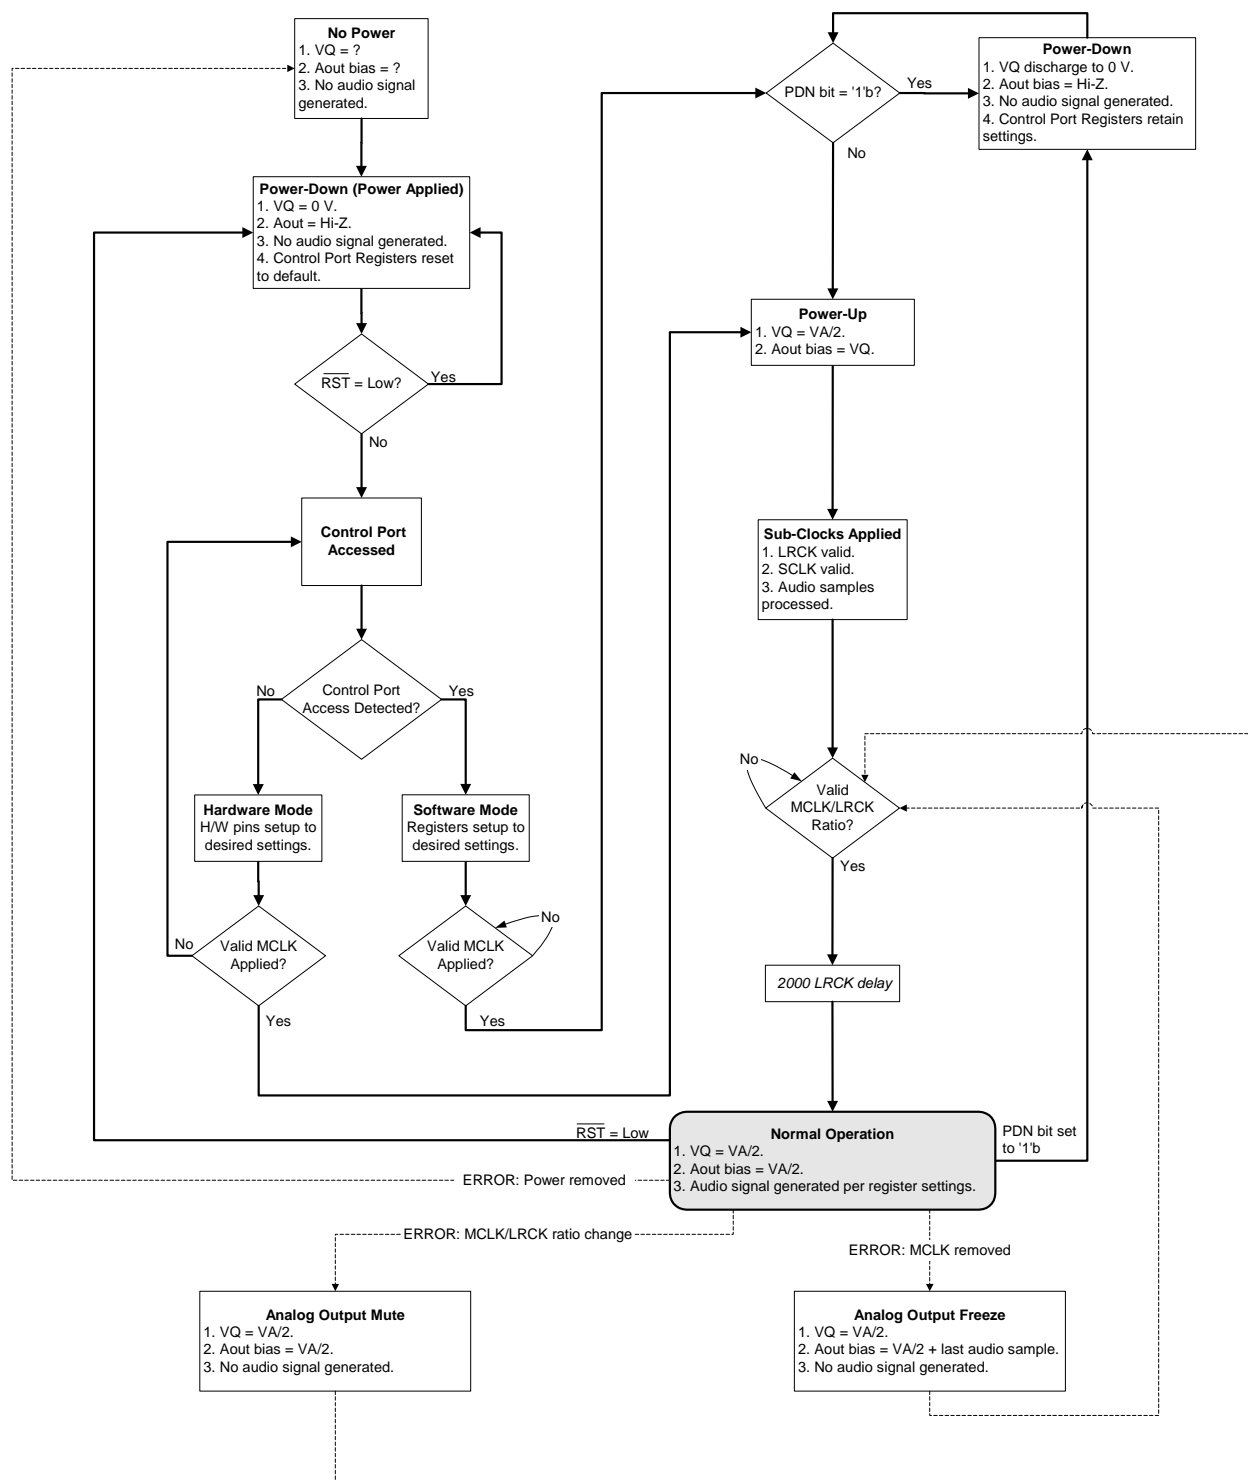 No Power
1. VQ = ?
2. Aout bias = ?
3. No audio signal
generated.
Power-Down (Power Applied)
1. VQ = 0 V.
2. Aout = Hi-Z.
3. No audio signal generated.
4. Control Port Registers reset
to default.
RST = Low?
Yes
No
Control Port
Accessed
Control Port
Access Detected?
No
Yes
Hardware Mode
H/W pins setup to
desired settings.
Software Mode
Registers setup to
desired settings.
Valid MCLK
Applied?
No
Yes
Valid MCLK
Applied?
No
Yes
PDN bit = '1'b?
Yes
No
Power-Down
1. VQ discharge to 0 V.
2. Aout bias = Hi-Z.
3. No audio signal generated.
4. Control Port Registers retain
settings.
Power-Up
1. VQ = VA/2.
2. Aout bias = VQ.
Sub-Clocks Applied
1. LRCK valid.
2. SCLK valid.
3. Audio samples
processed.
No
Valid
MCLK/LRCK
Ratio?
Yes
2000 LRCK delay
Normal Operation
1. VQ = VA/2.
2. Aout bias = VA/2.
3. Audio signal generated per register settings.
RST = Low
PDN bit set
to '1'b
ERROR: Power removed
ERROR: MCLK/LRCK ratio change
ERROR: MCLK removed
Analog Output Mute
1. VQ = VA/2.
2. Aout bias = VA/2.
3. No audio signal generated.
Analog Output Freeze
1. VQ = VA/2.
2. Aout bias = VA/2 + last audio sample.
3. No audio signal generated.